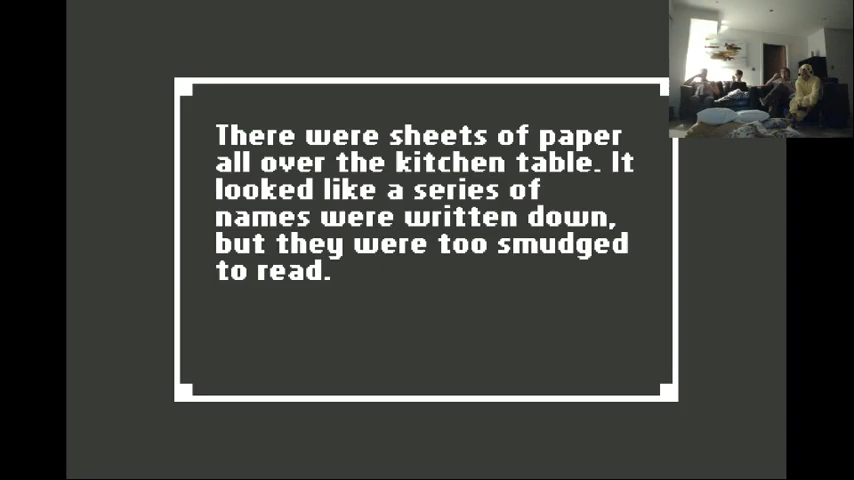 There were sheets of paper
all over the kitchen table. It
looked like a series of
names were written down,
but they were too smudged
to read.